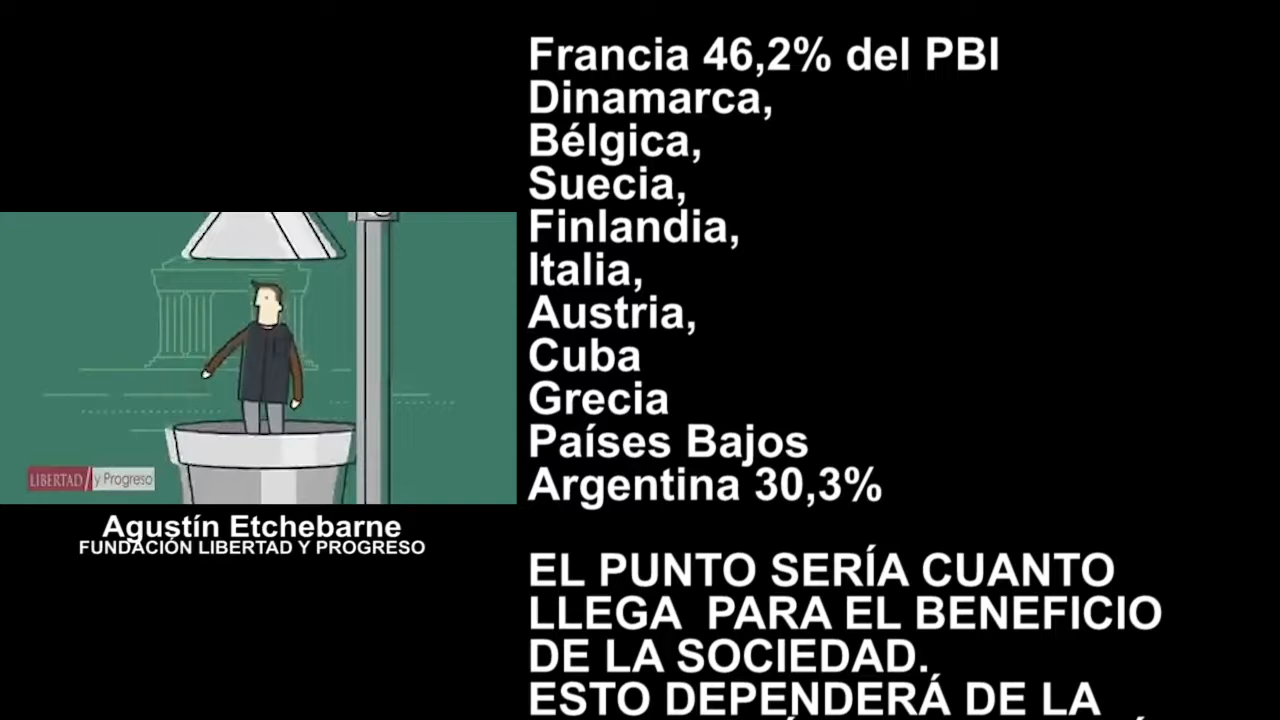 Francia 46,2% del PBI
Dinamarca,
Bélgica,
Suecia,
Finlandia,
Italia,
Austria,
Cuba
Grecia
Países Bajos
Argentina 30,3%
EL PUNTO SERÍA CUANTO
LLEGA  PARA EL BENEFICIO
DE LA SOCIEDAD.
ESTO DEPENDERÁ DE LA
LIBERTAD y Progreso
Agustín Etchebarne
FUNDACIÓN LIBERTAD Y PROGRESO